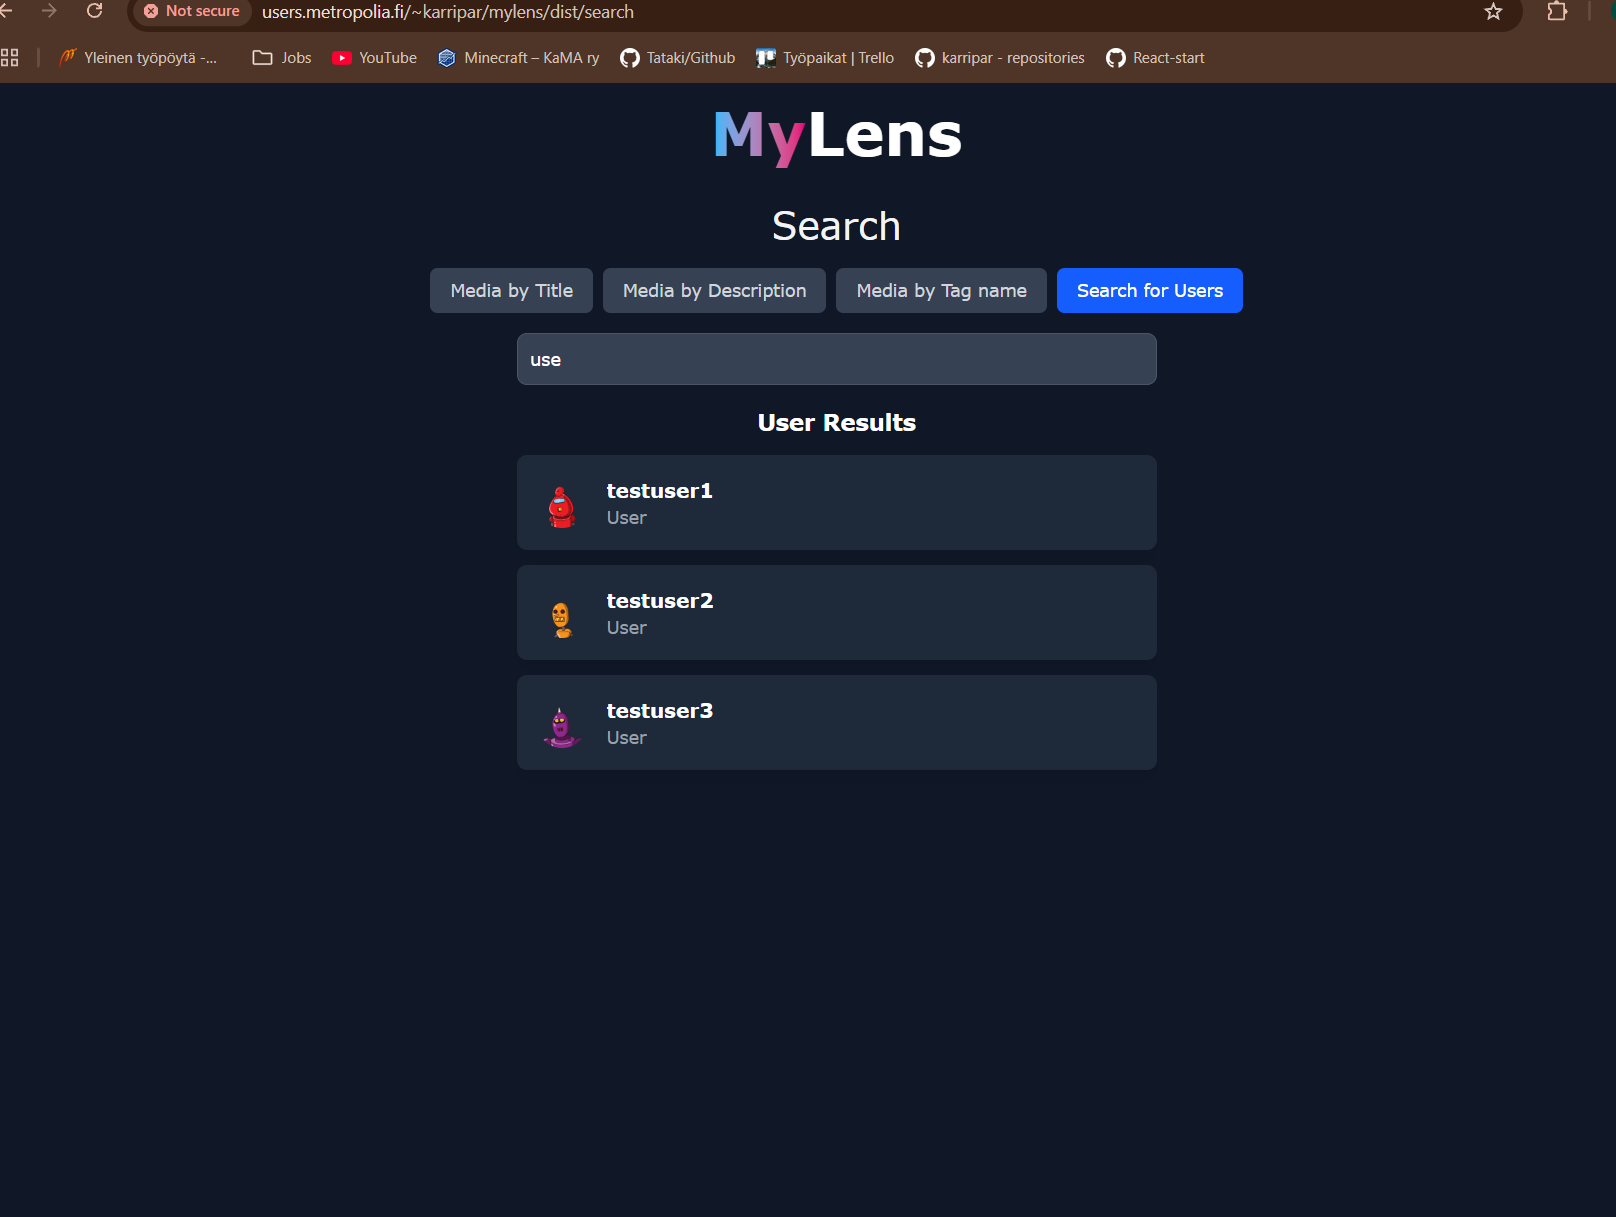 Not secure users.metropolia.fi/~karripar/mylens/dist/search
Yleinen työpöytä -... Jobs YouTube Minecraft – KaMA ry Tataki/Github Työpaikat | Trello karripar - repositories React-start
MyLens
Search
Media by Title Media by Description Media by Tag name Search for Users
use
User Results
testuser1
User
testuser2
User
testuser3
User